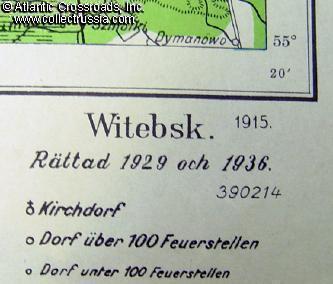 © Atlantic Crossroads, Inc.
www.collectrussia.com
Dymanowo
55°
20'
Witebsk. 1915.
Rättad 1929 och 1936.
390214
Kirchdorf
Dorf über 100 Feuerstellen
Dorf unter 100 Feuerstellen